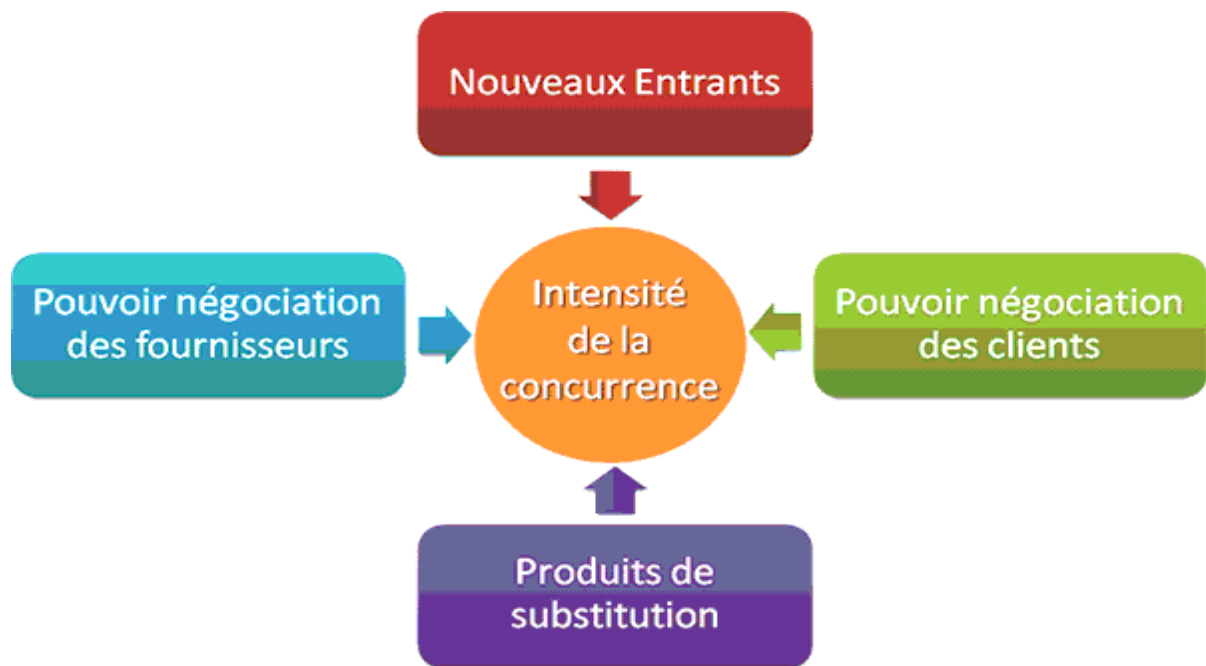 Nouveaux Entrants
Pouvoir négociation
des fournisseurs
Intensité
de la
concurrence
Pouvoir négociation
des clients
Produits de
substitution